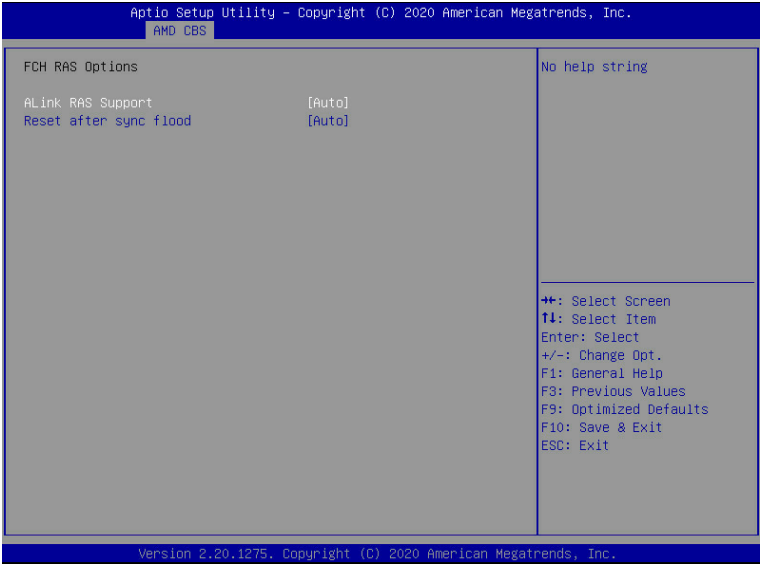 Aptio Setup Utility – Copyright (C) 2020 American Megatrends, Inc.
AMD CBS
FCH RAS Options
ALink RAS Support [Auto]
Reset after sync flood [Auto]
No help string
→←: Select Screen
↑↓: Select Item
Enter: Select
+/-: Change Opt.
F1: General Help
F3: Previous Values
F9: Optimized Defaults
F10: Save & Exit
ESC: Exit
Version 2.20.1275. Copyright (C) 2020 American Megatrends, Inc.